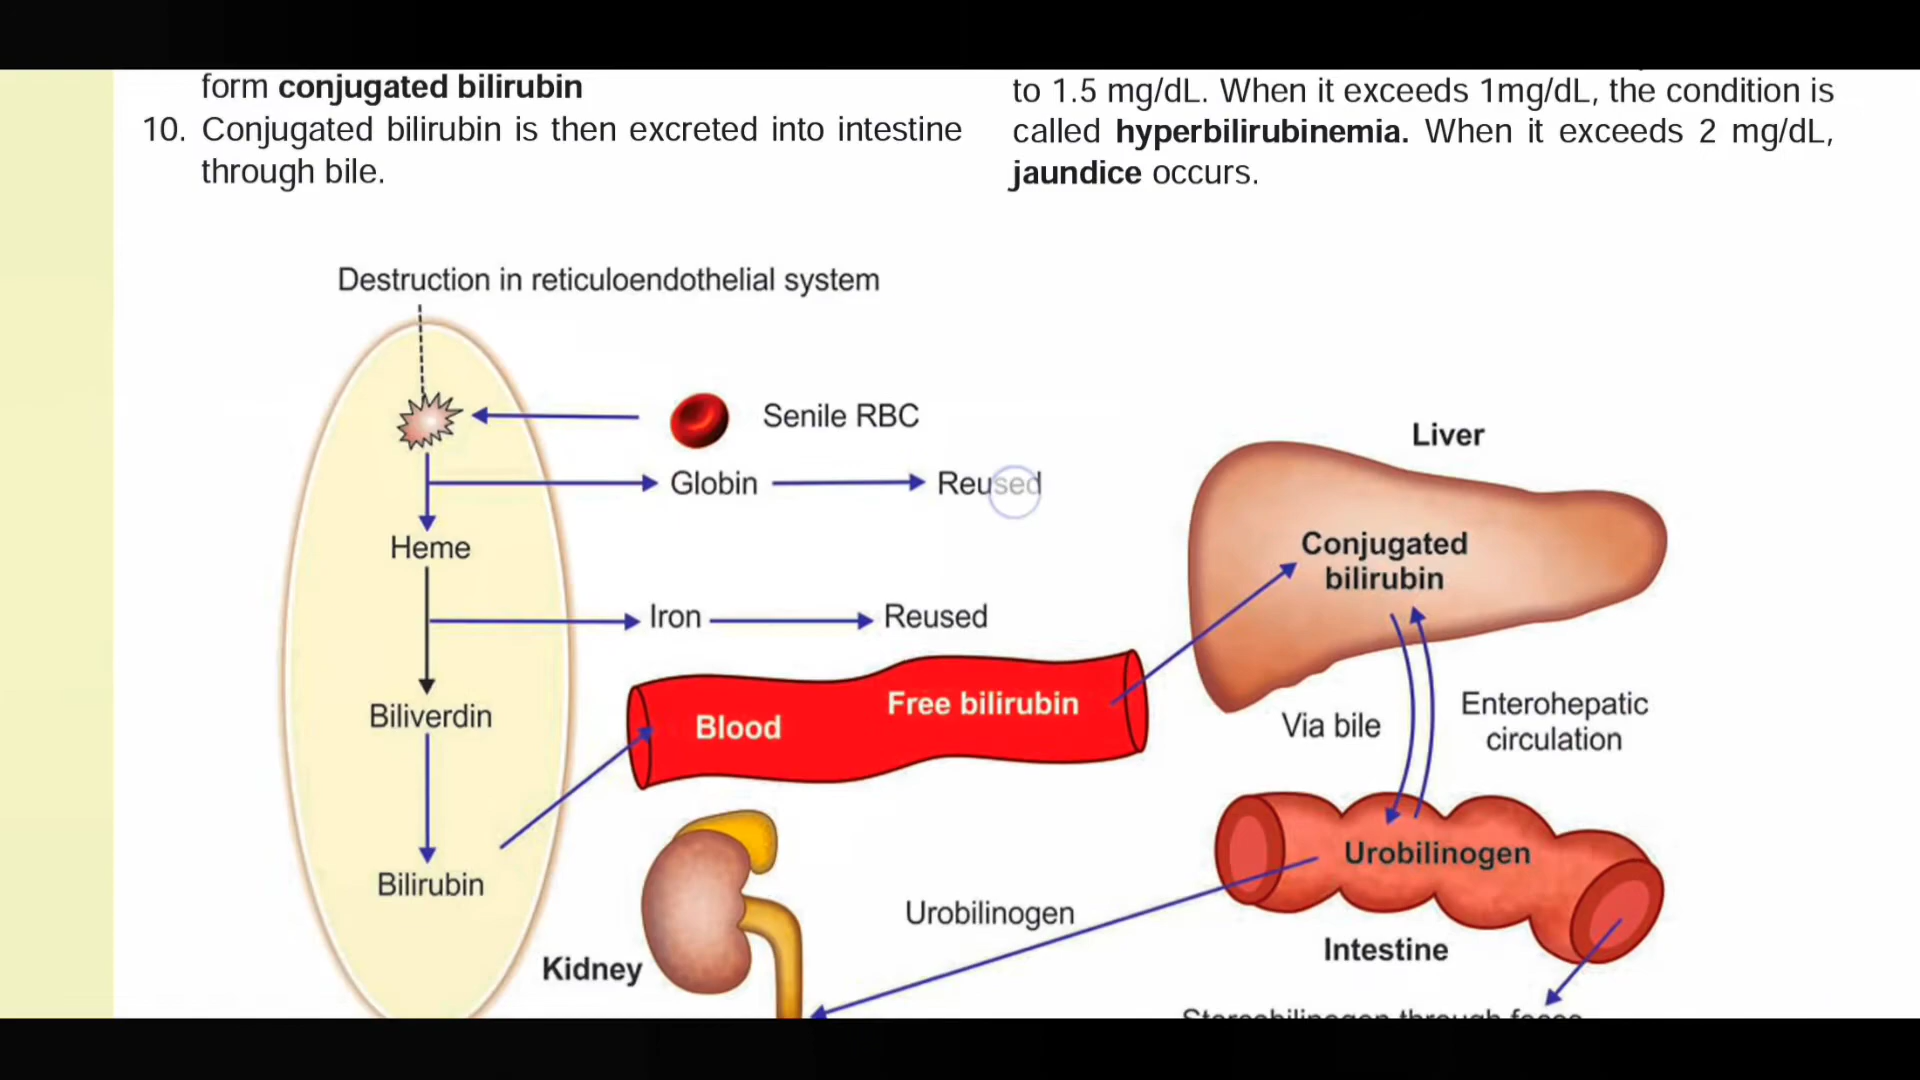 form conjugated bilirubin
10. Conjugated bilirubin is then excreted into intestine
through bile.
to 1.5 mg/dL. When it exceeds 1mg/dL, the condition is
called hyperbilirubinemia. When it exceeds 2 mg/dL,
jaundice occurs.
Destruction in reticuloendothelial system
Senile RBC
Globin
Reused
Heme
Iron
Reused
Biliverdin
Bilirubin
Blood
Free bilirubin
Liver
Conjugated
bilirubin
Via bile
Enterohepatic
circulation
Urobilinogen
Intestine
Urobilinogen
Kidney
Stercobilinogen through feces